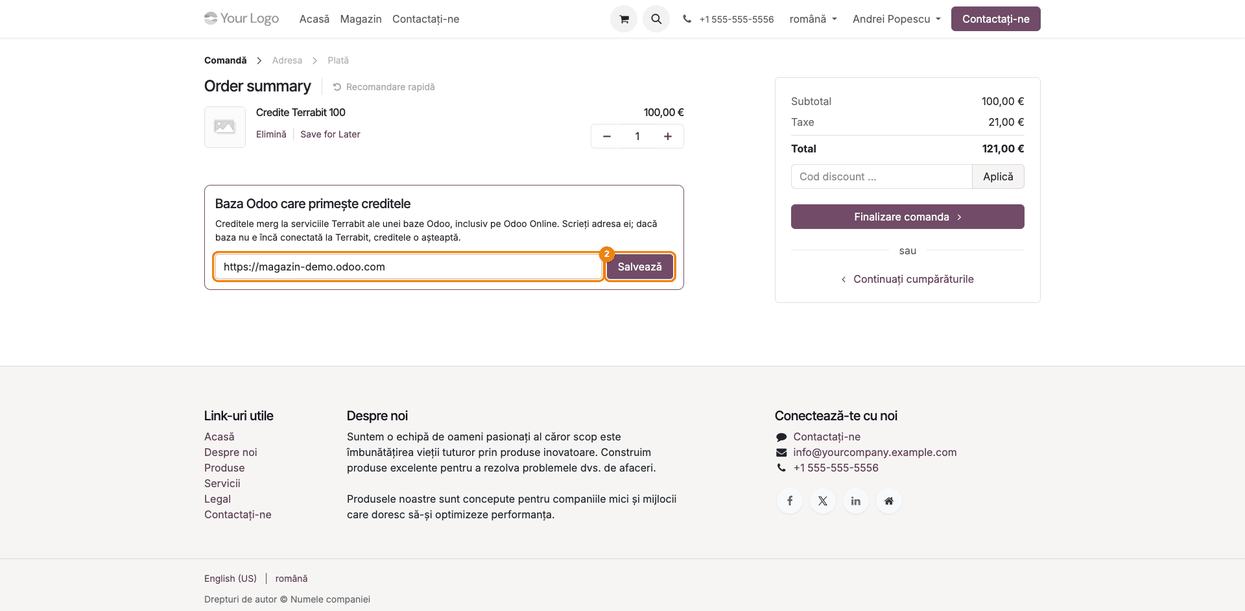 Your Logo
Acasă Magazin Contactați-ne
+1 555-555-5556 română Andrei Popescu Contactați-ne
Comandă Adresa Plată
Order summary Recomandare rapidă
Credite Terrabit 100 100,00 €
Elimină Save for Later
− 1 +
Subtotal 100,00 €
Taxe 21,00 €
Total 121,00 €
Cod discount ... Aplică
Finalizare comanda
sau
Continuați cumpărăturile
Baza Odoo care primește creditele
Creditele merg la serviciile Terrabit ale unei baze Odoo, inclusiv pe Odoo Online. Scrieți adresa ei; dacă
baza nu e încă conectată la Terrabit, creditele o așteaptă.
2
https://magazin-demo.odoo.com Salvează
Link-uri utile
Acasă
Despre noi
Produse
Servicii
Legal
Contactați-ne
Despre noi
Suntem o echipă de oameni pasionați al căror scop este
îmbunătățirea vieții tuturor prin produse inovatoare. Construim
produse excelente pentru a rezolva problemele dvs. de afaceri.
Produsele noastre sunt concepute pentru companiile mici și mijlocii
care doresc să-și optimizeze performanța.
Conectează-te cu noi
Contactați-ne
info@yourcompany.example.com
+1 555-555-5556
English (US) română
Drepturi de autor © Numele companiei